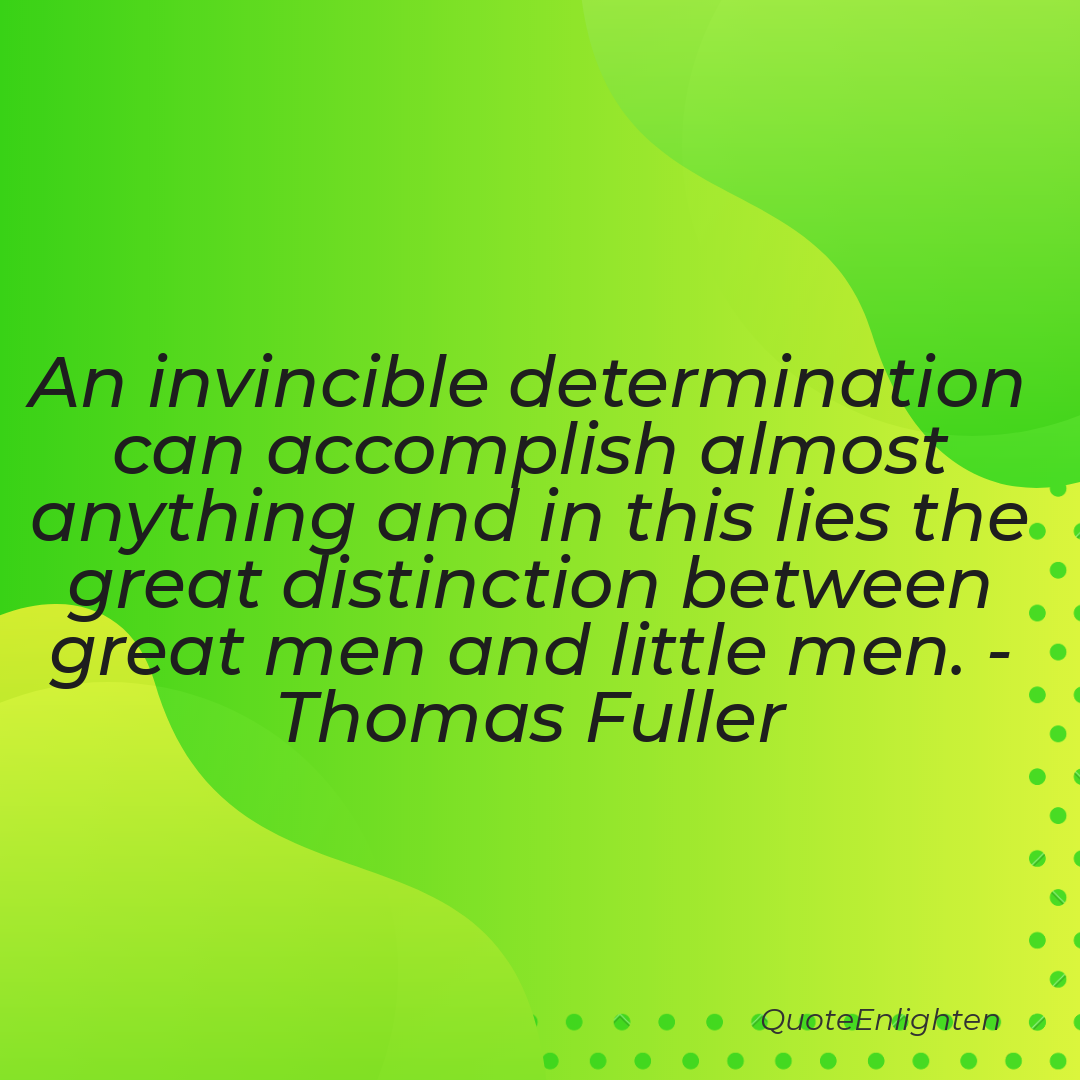 An invincible determination
can accomplish almost
anything and in this lies the
great distinction between
great men and little men. -
Thomas Fuller
QuoteEnlighten